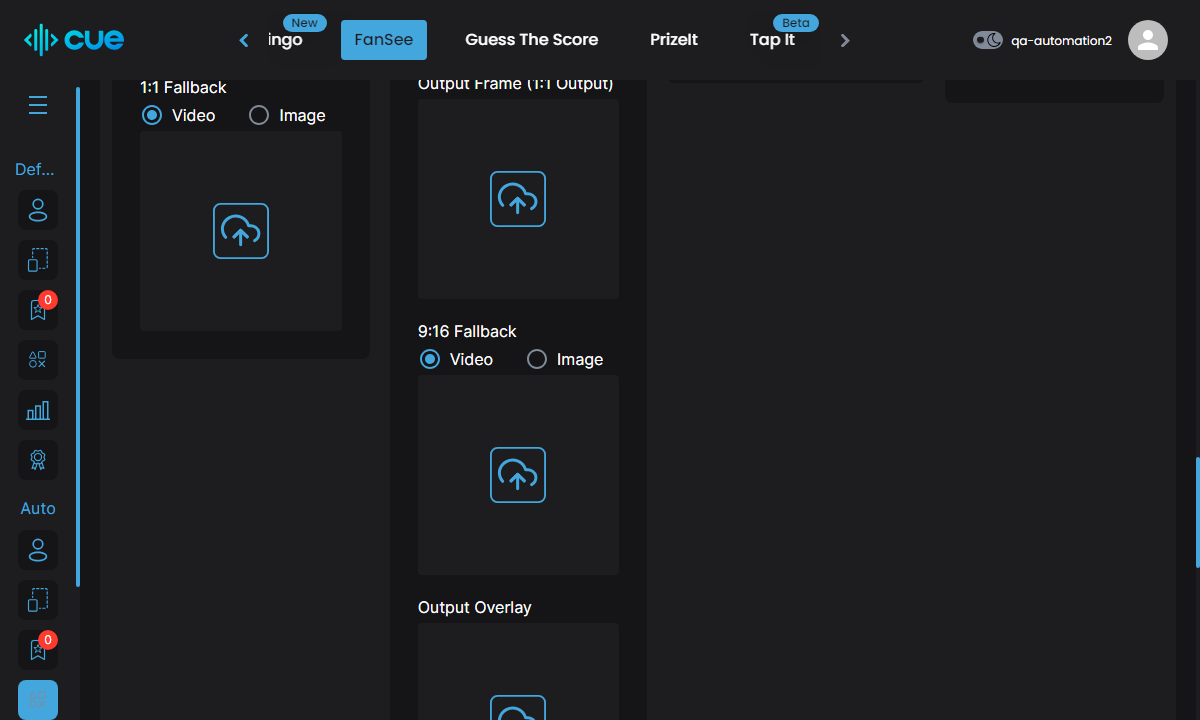 cue
New
ingo
FanSee
Guess The Score
PrizeIt
Beta
Tap It
qa-automation2
Def...
0
Auto
0
1:1 Fallback
Video
Image
Output Frame (1:1 Output)
9:16 Fallback
Video
Image
Output Overlay